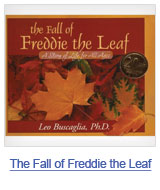 the Fall of
Freddie the Leaf
A Story of Life for All Ages
Leo Buscaglia, Ph.D.
The Fall of Freddie the Leaf